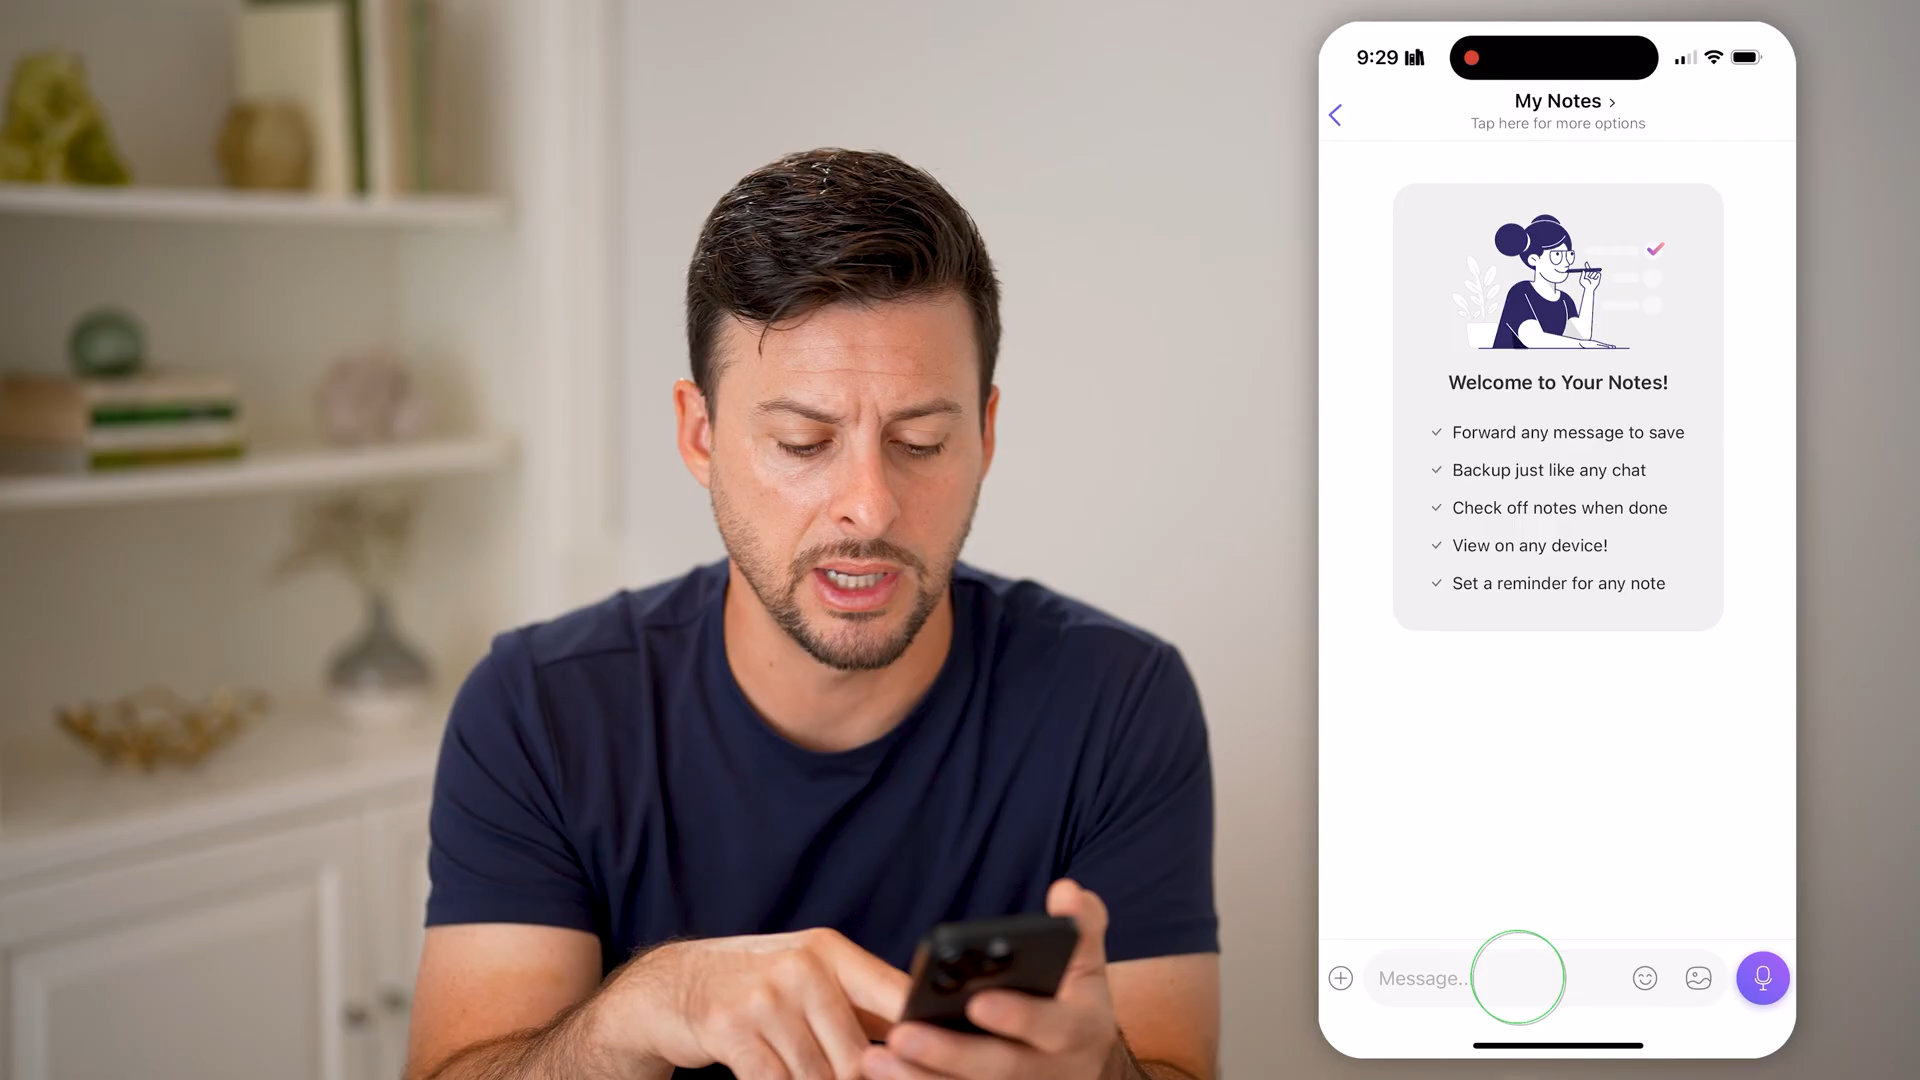 9:29
My Notes >
Tap here for more options
Welcome to Your Notes!
Forward any message to save
Backup just like any chat
Check off notes when done
View on any device!
Set a reminder for any note
Message...